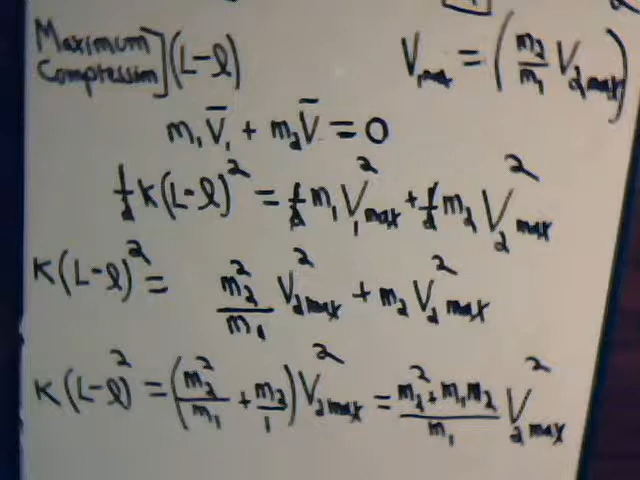 Maximum Compression](L-ℓ)
V₁max = (m₂/m₁ V₂max)
m₁V̄₁ + m₂V̄ = 0
½K(L-ℓ)² = ½m₁V₁max² + ½m₂V₂max²
K(L-ℓ)² = m₂²/m₁ V₂max² + m₂V₂max²
K(L-ℓ)² = (m₂²/m₁ + m₂/1)V₂max² = m₂²+m₁m₂/m₁ V₂max²